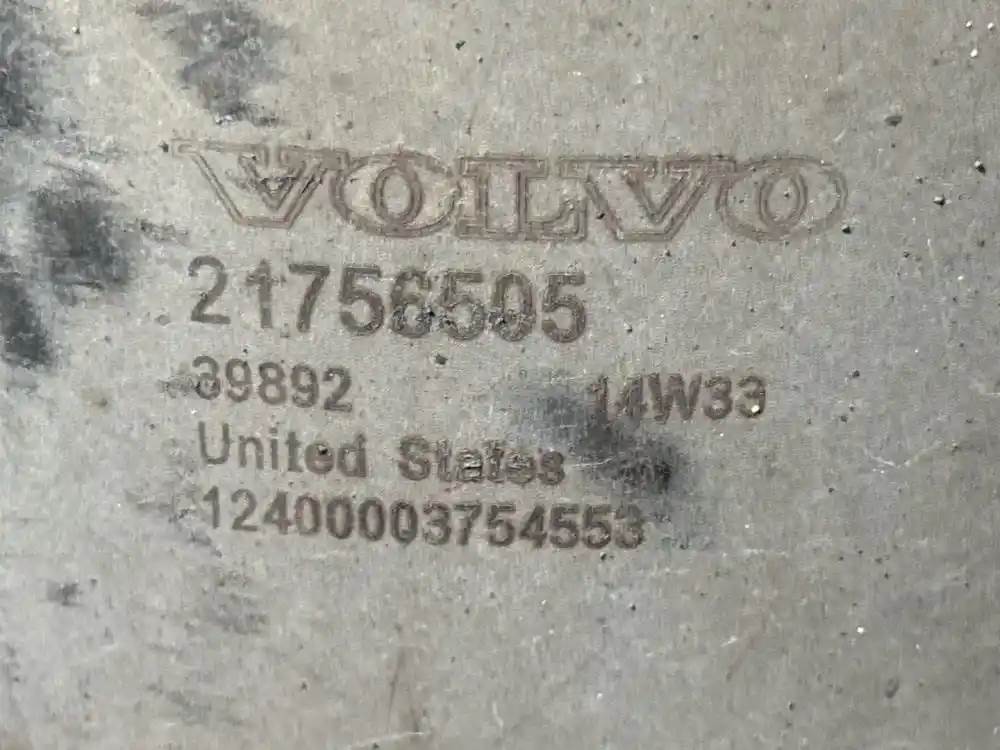 VOLVO
21756505
39892 14W33
United States
12400003754553